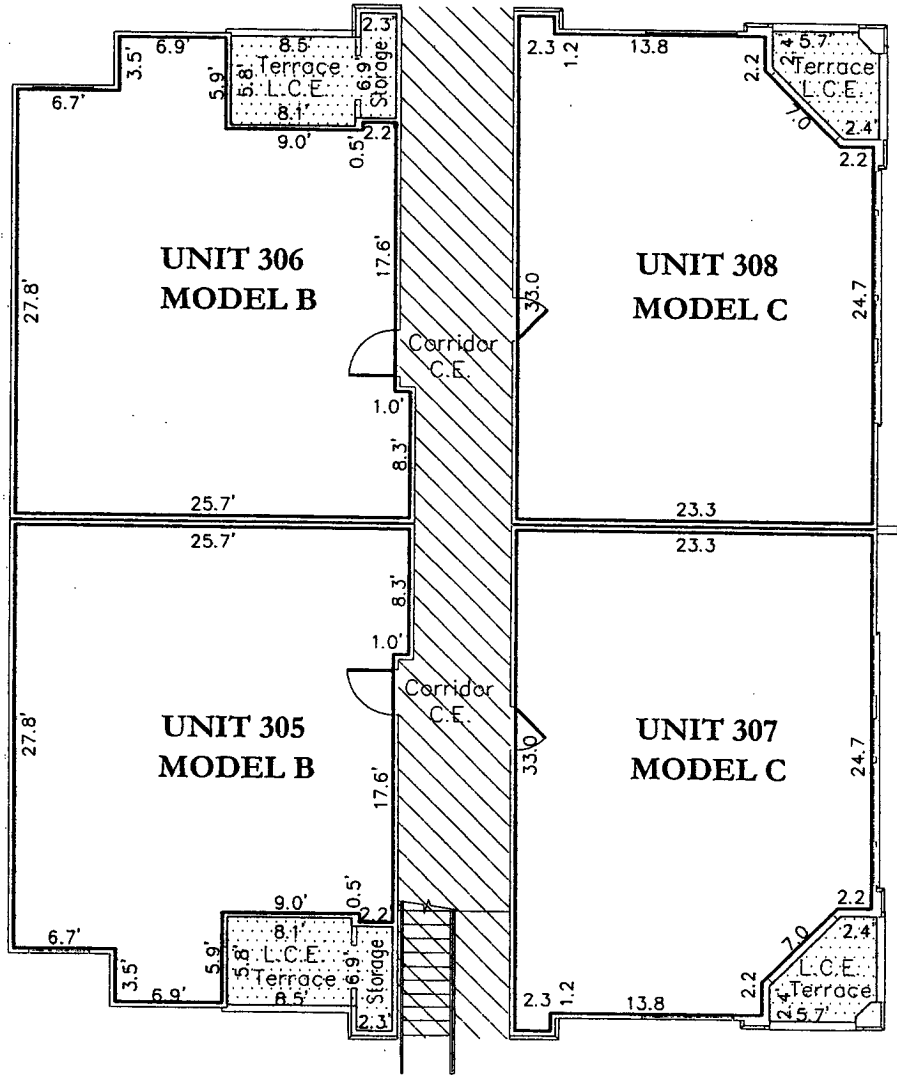 2.3'
6.9'
8.5'
3.5'
5.9'
5.8'
Terrace
L.C.E.
6.9'
Storage
6.7'
8.1'
9.0'
0.5'
2.2'
UNIT 306
MODEL B
27.8'
17.6'
1.0'
8.3'
25.7'
Corridor
C.E.
2.3
1.2
13.8
2.2
2.4
5.7'
Terrace
L.C.E.
7.0
2.4'
2.2
UNIT 308
MODEL C
33.0
24.7
23.3
25.7'
8.3'
1.0'
UNIT 305
MODEL B
27.8'
17.6'
9.0'
0.5'
2.2'
6.7'
3.5'
5.9'
5.8'
8.1'
L.C.E.
Terrace
6.9'
Storage
6.9'
8.5'
2.3'
Corridor
C.E.
23.3
UNIT 307
MODEL C
33.0
24.7
2.2
7.0
2.4'
L.C.E.
Terrace
2.3
1.2
13.8
2.2
2.4
5.7'